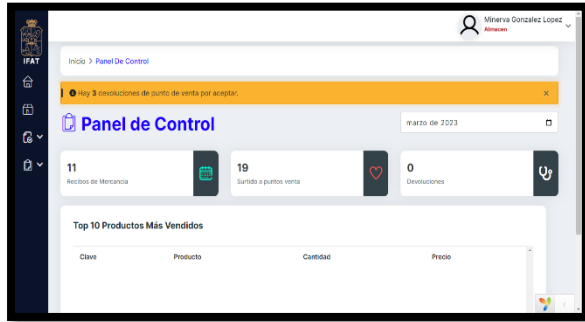 Minerva Gonzalez Lopez
Almacen
IFAT
Inicio > Panel De Control
Hay 3 devoluciones de punto de venta por aceptar. ×
Panel de Control
marzo de 2023
11
Recibos de Mercancia
19
Surtido a puntos venta
0
Devoluciones
Top 10 Productos Más Vendidos
Clave Producto Cantidad Precio